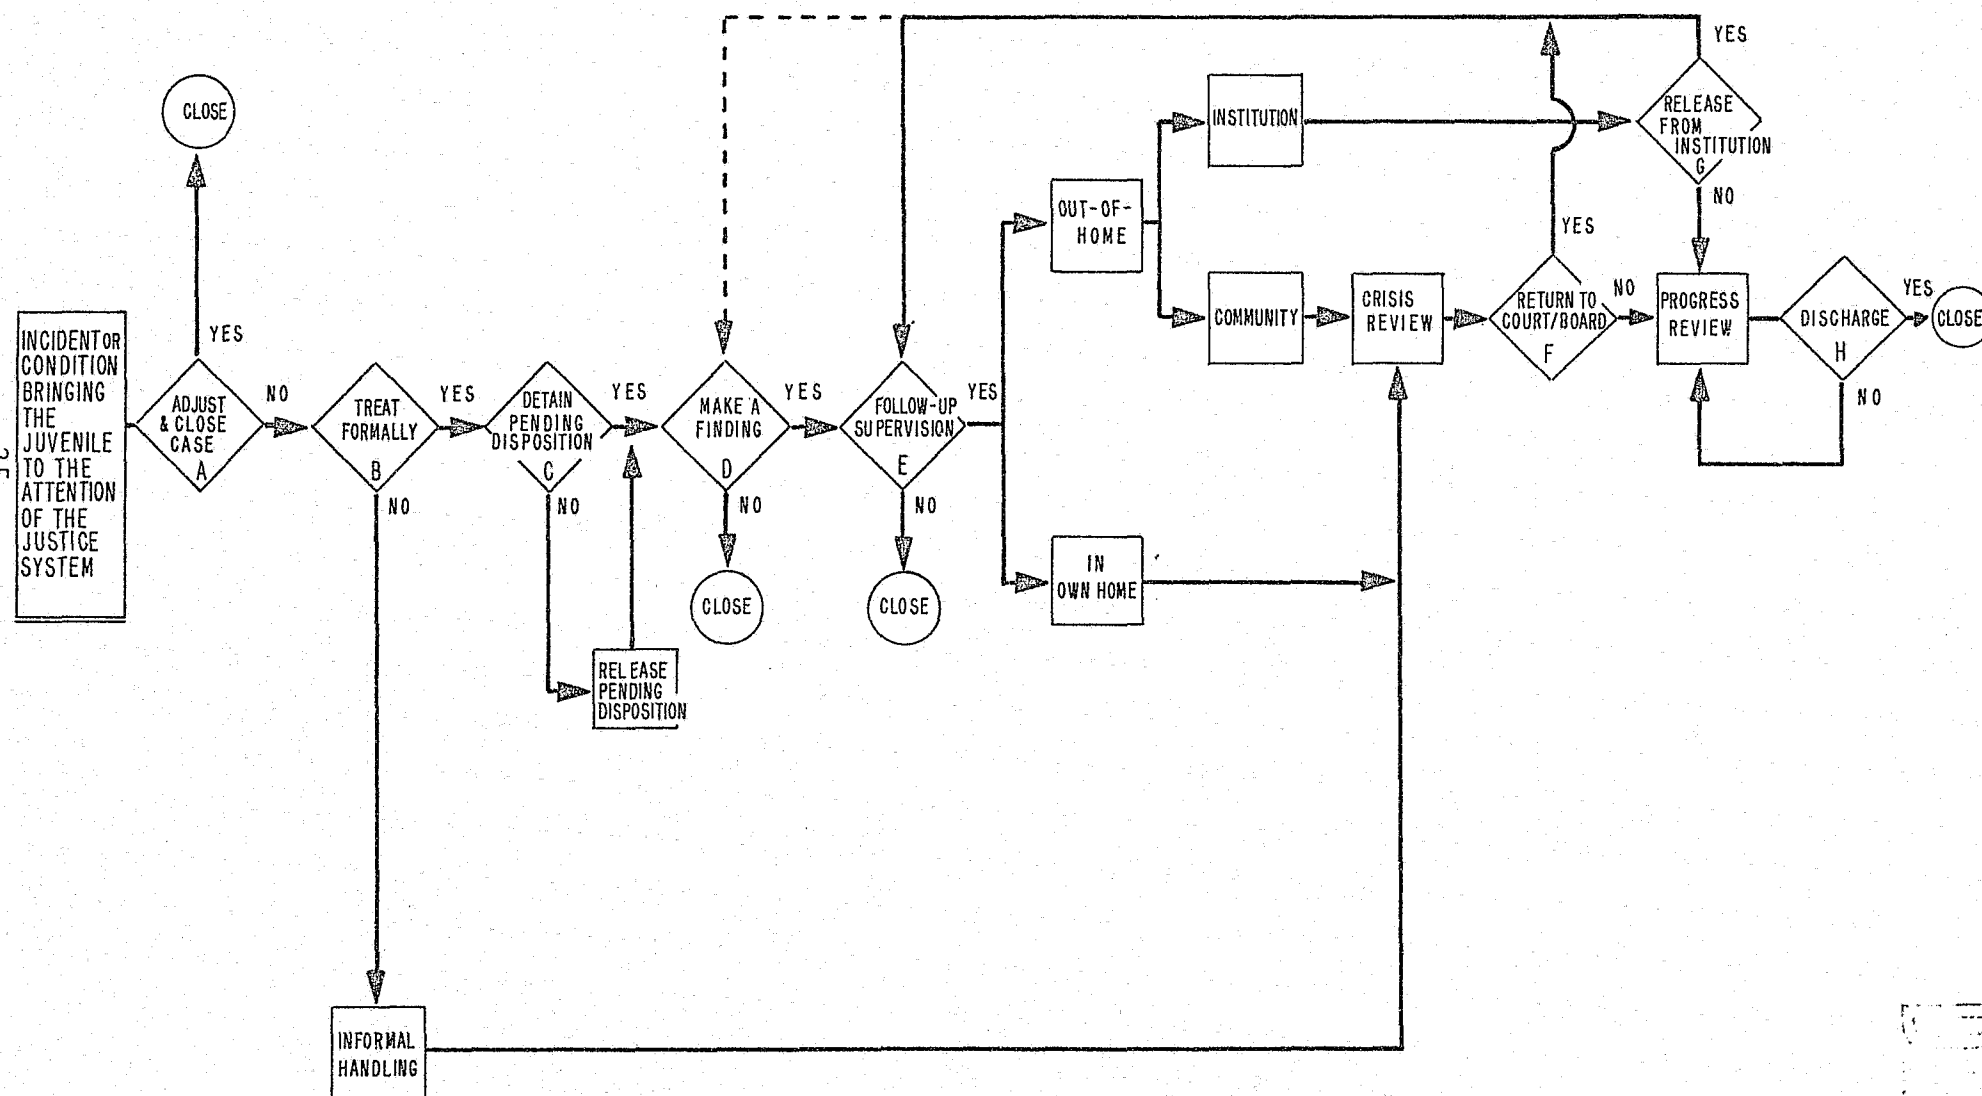 YES
CLOSE
RELEASE
FROM
INSTITUTION
G
INSTITUTION
NO
OUT-OF-
HOME
YES
INCIDENT OR
CONDITION
BRINGING
THE
JUVENILE
TO THE
ATTENTION
OF THE
JUSTICE
SYSTEM
YES
ADJUST
& CLOSE
CASE
A
NO
TREAT
FORMALLY
B
YES
NO
DETAIN
PENDING
DISPOSITION
C
YES
NO
RELEASE
PENDING
DISPOSITION
MAKE A
FINDING
D
YES
NO
CLOSE
FOLLOW-UP
SUPERVISION
E
YES
NO
CLOSE
COMMUNITY
CRISIS
REVIEW
RETURN TO
COURT/BOARD
F
NO
PROGRESS
REVIEW
DISCHARGE
H
YES
CLOSE
NO
IN
OWN HOME
INFORMAL
HANDLING